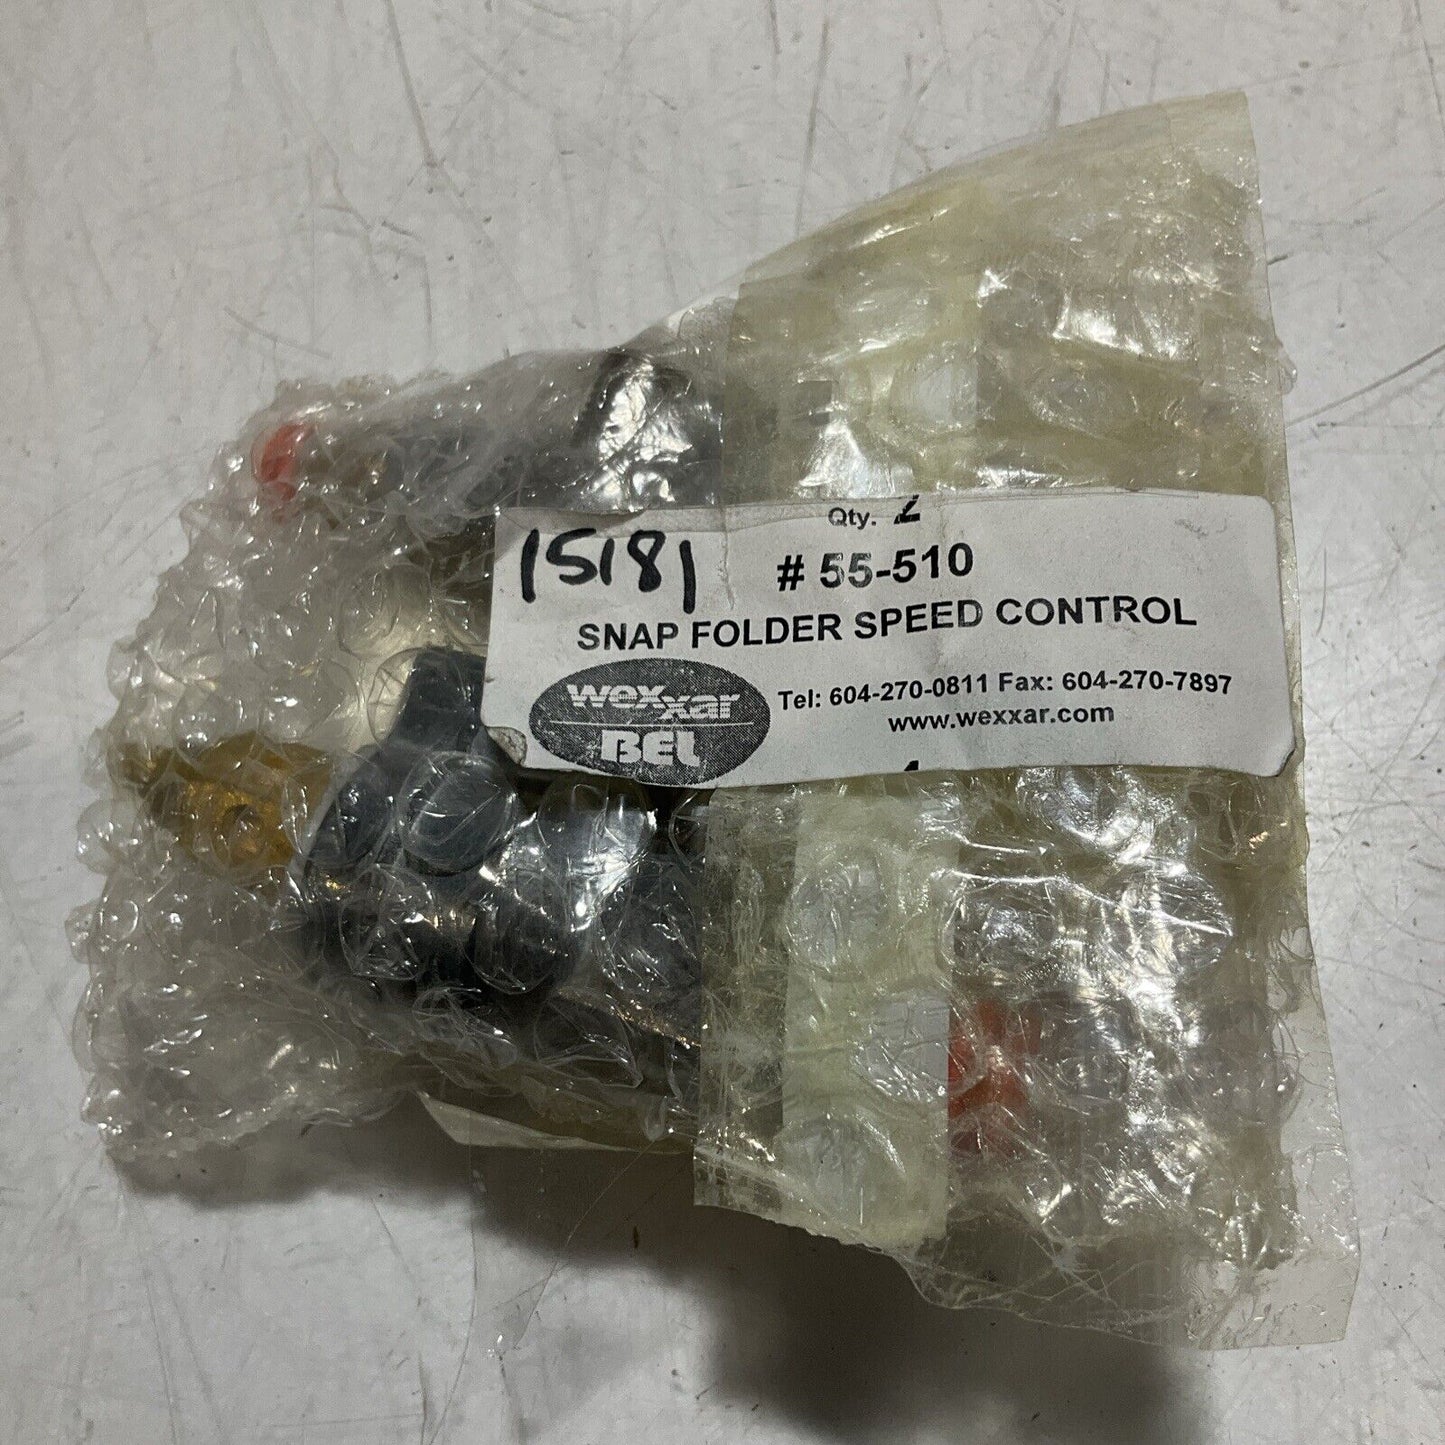 Qty. 2
15181 # 55-510
SNAP FOLDER SPEED CONTROL
wexxar
BEL
Tel: 604-270-0811 Fax: 604-270-7897
www.wexxar.com